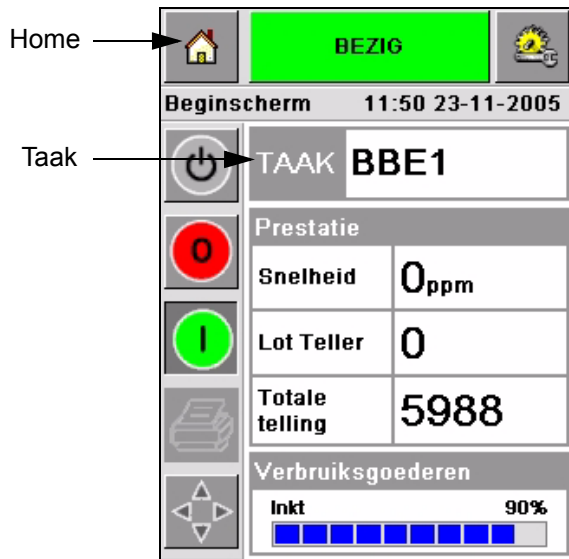 Home
BEZIG
Beginscherm 11:50 23-11-2005
Taak
TAAK BBE1
Prestatie
O
Snelheid 0ppm
I
Lot Teller 0
Totale
telling 5988
Verbruiksgoederen
Inkt 90%